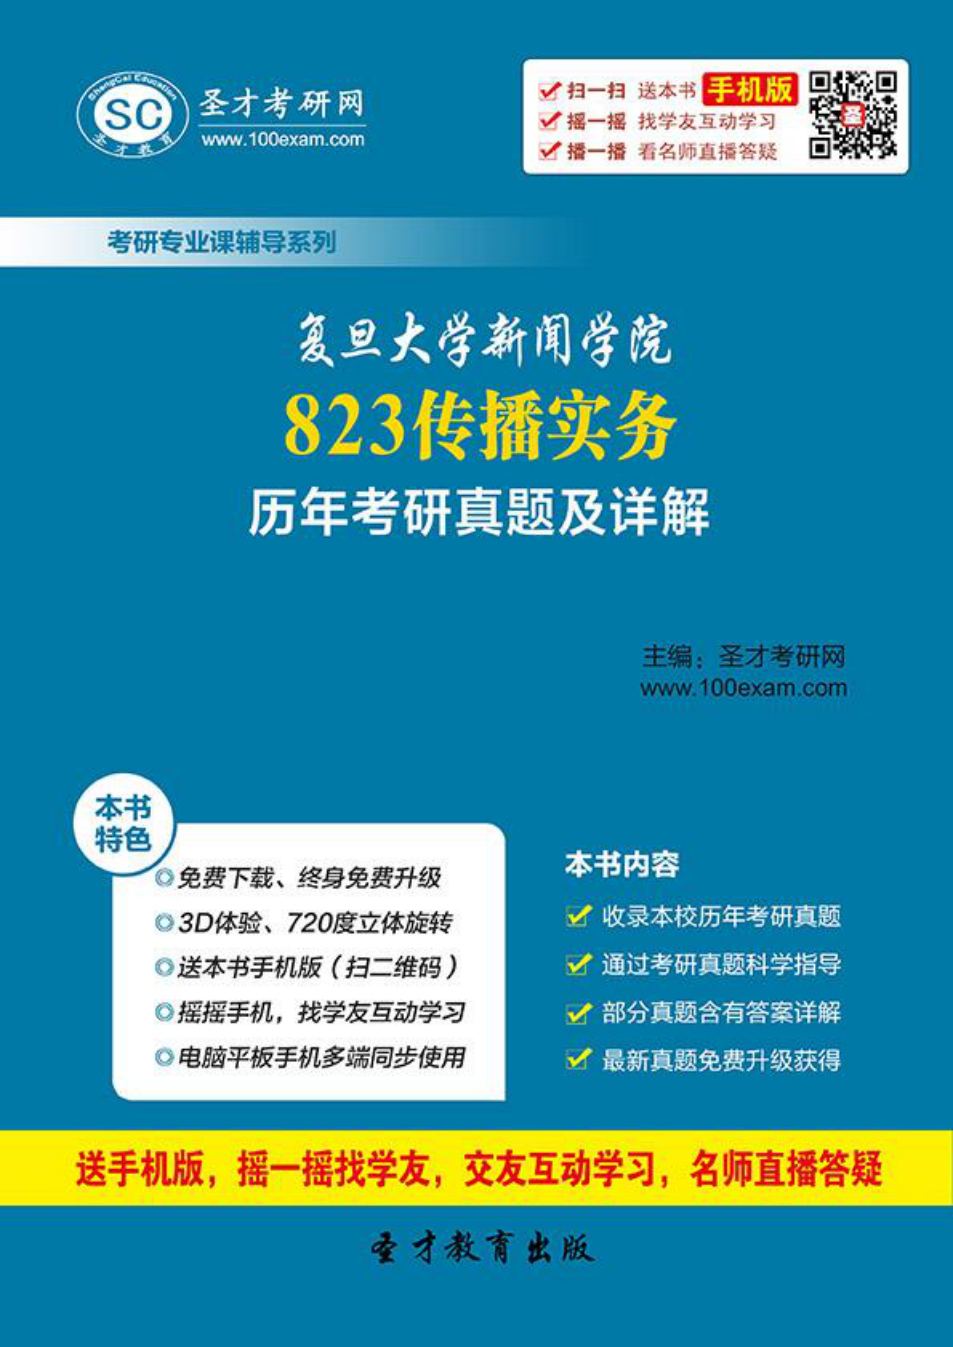 ShengCai Education
SC
圣才教育
圣才考研网
www.100exam.com
扫一扫 送本书 手机版
摇一摇 找学友互动学习
播一播 看名师直播答疑
圣
考研专业课辅导系列
复旦大学新闻学院
823传播实务
历年考研真题及详解
主编：圣才考研网
www.100exam.com
本书
特色
免费下载、终身免费升级
3D体验、720度立体旋转
送本书手机版（扫二维码）
摇摇手机，找学友互动学习
电脑平板手机多端同步使用
本书内容
收录本校历年考研真题
通过考研真题科学指导
部分真题含有答案详解
最新真题免费升级获得
送手机版，摇一摇找学友，交友互动学习，名师直播答疑
圣才教育出版